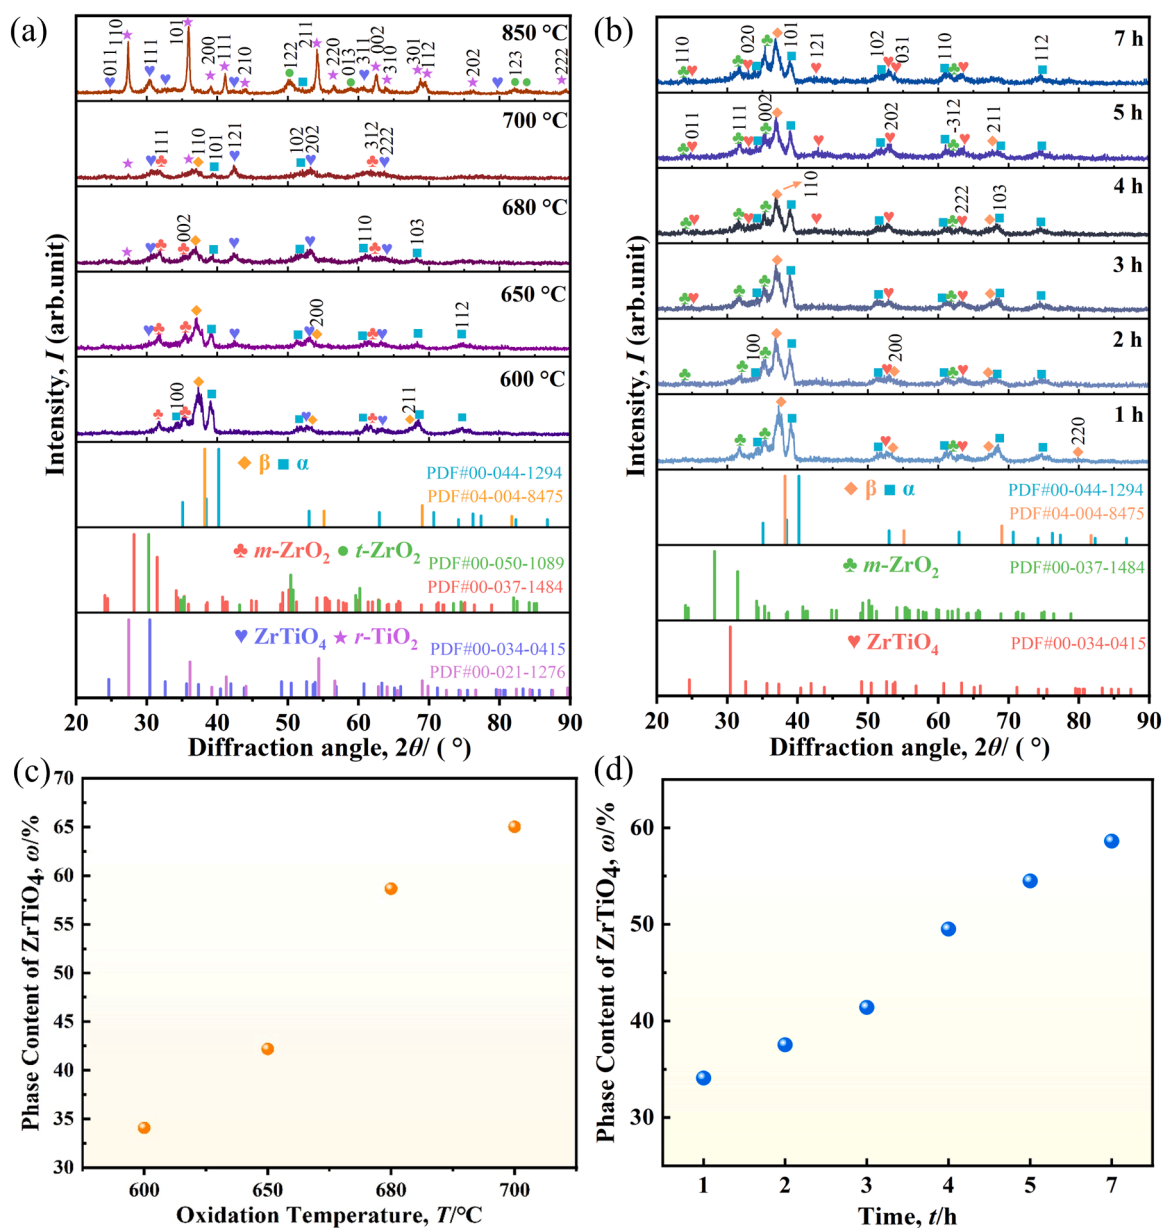 (a)
850 °C
011
110
111
101
200
111
210
122
211
220
013
311
002
310
301
112
202
123
222
700 °C
111
110
101
121
102
202
312
222
680 °C
002
110
103
650 °C
200
112
600 °C
100
211
β α
PDF#00-044-1294
PDF#04-004-8475
m-ZrO2 t-ZrO2
PDF#00-050-1089
PDF#00-037-1484
ZrTiO4 r-TiO2
PDF#00-034-0415
PDF#00-021-1276
20 30 40 50 60 70 80 90
Diffraction angle, 2θ/ ( °)
Intensity, I (arb.unit)
(b)
7 h
110
020
101
121
102
031
110
112
5 h
011
111
002
202
-312
211
4 h
110
222
103
3 h
2 h
100
200
1 h
220
β α
PDF#00-044-1294
PDF#04-004-8475
m-ZrO2
PDF#00-037-1484
ZrTiO4
PDF#00-034-0415
20 30 40 50 60 70 80 90
Diffraction angle, 2θ/ ( °)
Intensity, I (arb.unit)
(c)
70
65
60
55
50
45
40
35
30
600 650 680 700
Oxidation Temperature, T/°C
Phase Content of ZrTiO4, ω/%
(d)
60
50
40
30
1 2 3 4 5 7
Time, t/h
Phase Content of ZrTiO4, ω/%